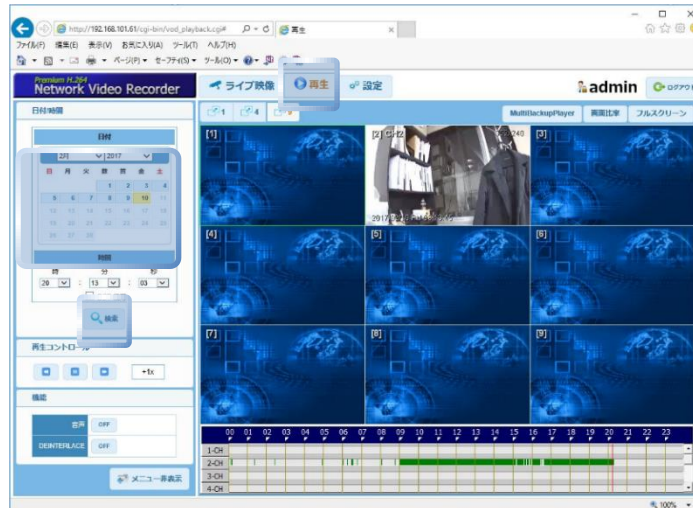 http://192.168.101.61/cgi-bin/vod_playback.cgi#
再生
ファイル(F) 編集(E) 表示(V) お気に入り(A) ツール(T) ヘルプ(H)
ページ(P) セーフティ(S) ツール(O)
Premium H.264
Network Video Recorder
ライブ映像
再生
設定
admin
ログアウト
日付/時間
1
4
9
MultiBackupPlayer
画面比率
フルスクリーン
日付
2月 2017
日 月 火 水 木 金 土
1 2 3 4
5 6 7 8 9 10 11
12 13 14 15 16 17 18
19 20 21 22 23 24 25
26 27 28
時間
時 分 秒
20 : 13 : 03
検索
再生コントロール
+1x
機能
音声 OFF
DEINTERLACE OFF
メニュー非表示
[1]
[2] CH2
[3]
[4]
[5]
[6]
[7]
[8]
[9]
00 01 02 03 04 05 06 07 08 09 10 11 12 13 14 15 16 17 18 19 20 21 22 23
1-CH
2-CH
3-CH
4-CH
100%